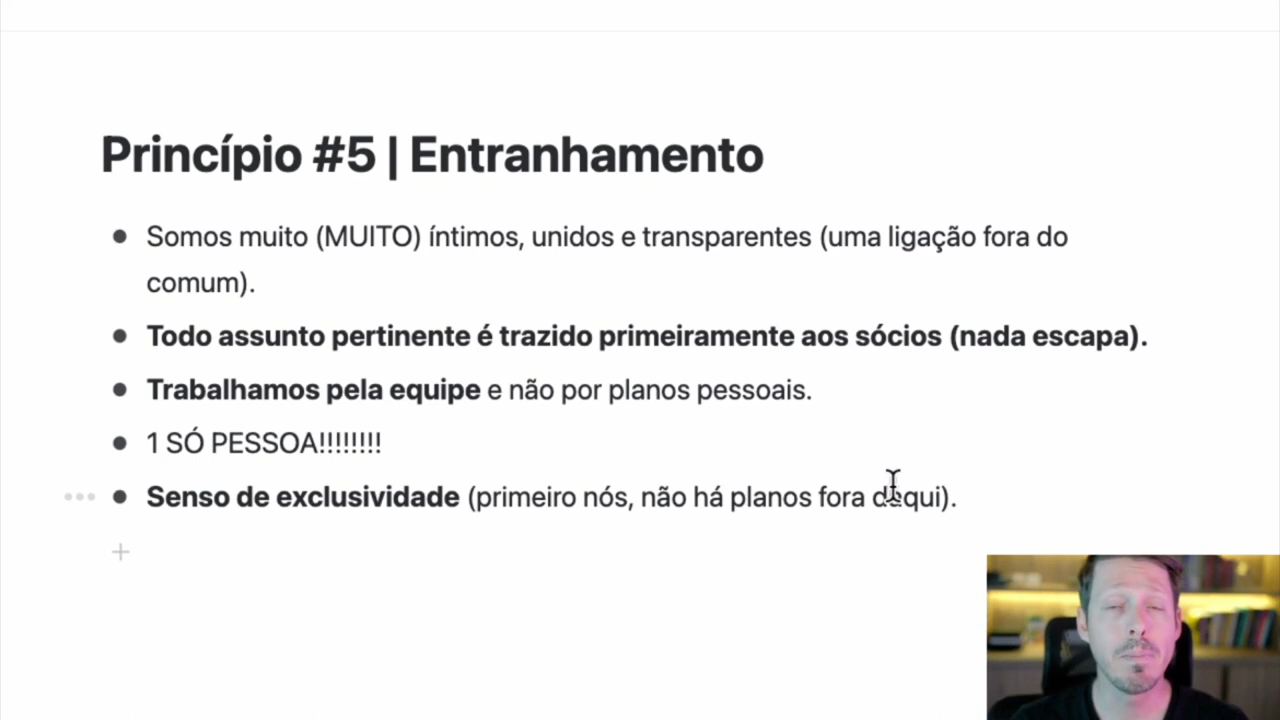 Princípio #5 | Entranhamento
Somos muito (MUITO) íntimos, unidos e transparentes (uma ligação fora do
comum).
Todo assunto pertinente é trazido primeiramente aos sócios (nada escapa).
Trabalhamos pela equipe e não por planos pessoais.
1 SÓ PESSOA!!!!!!!!
Senso de exclusividade (primeiro nós, não há planos fora daqui).